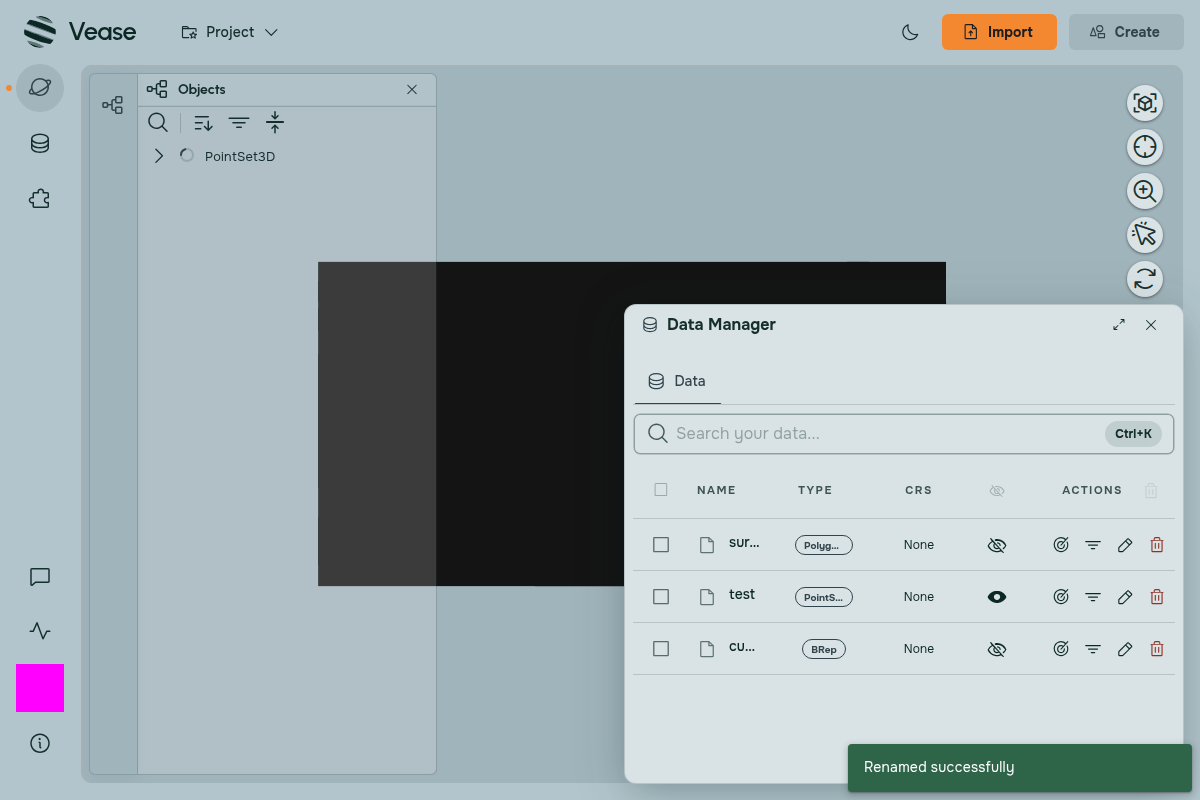 Vease
Project
Import
Create
Objects
PointSet3D
Data Manager
Data
Search your data...
Ctrl+K
NAME TYPE CRS ACTIONS
sur... Polyg... None
test PointS... None
cu... BRep None
Renamed successfully